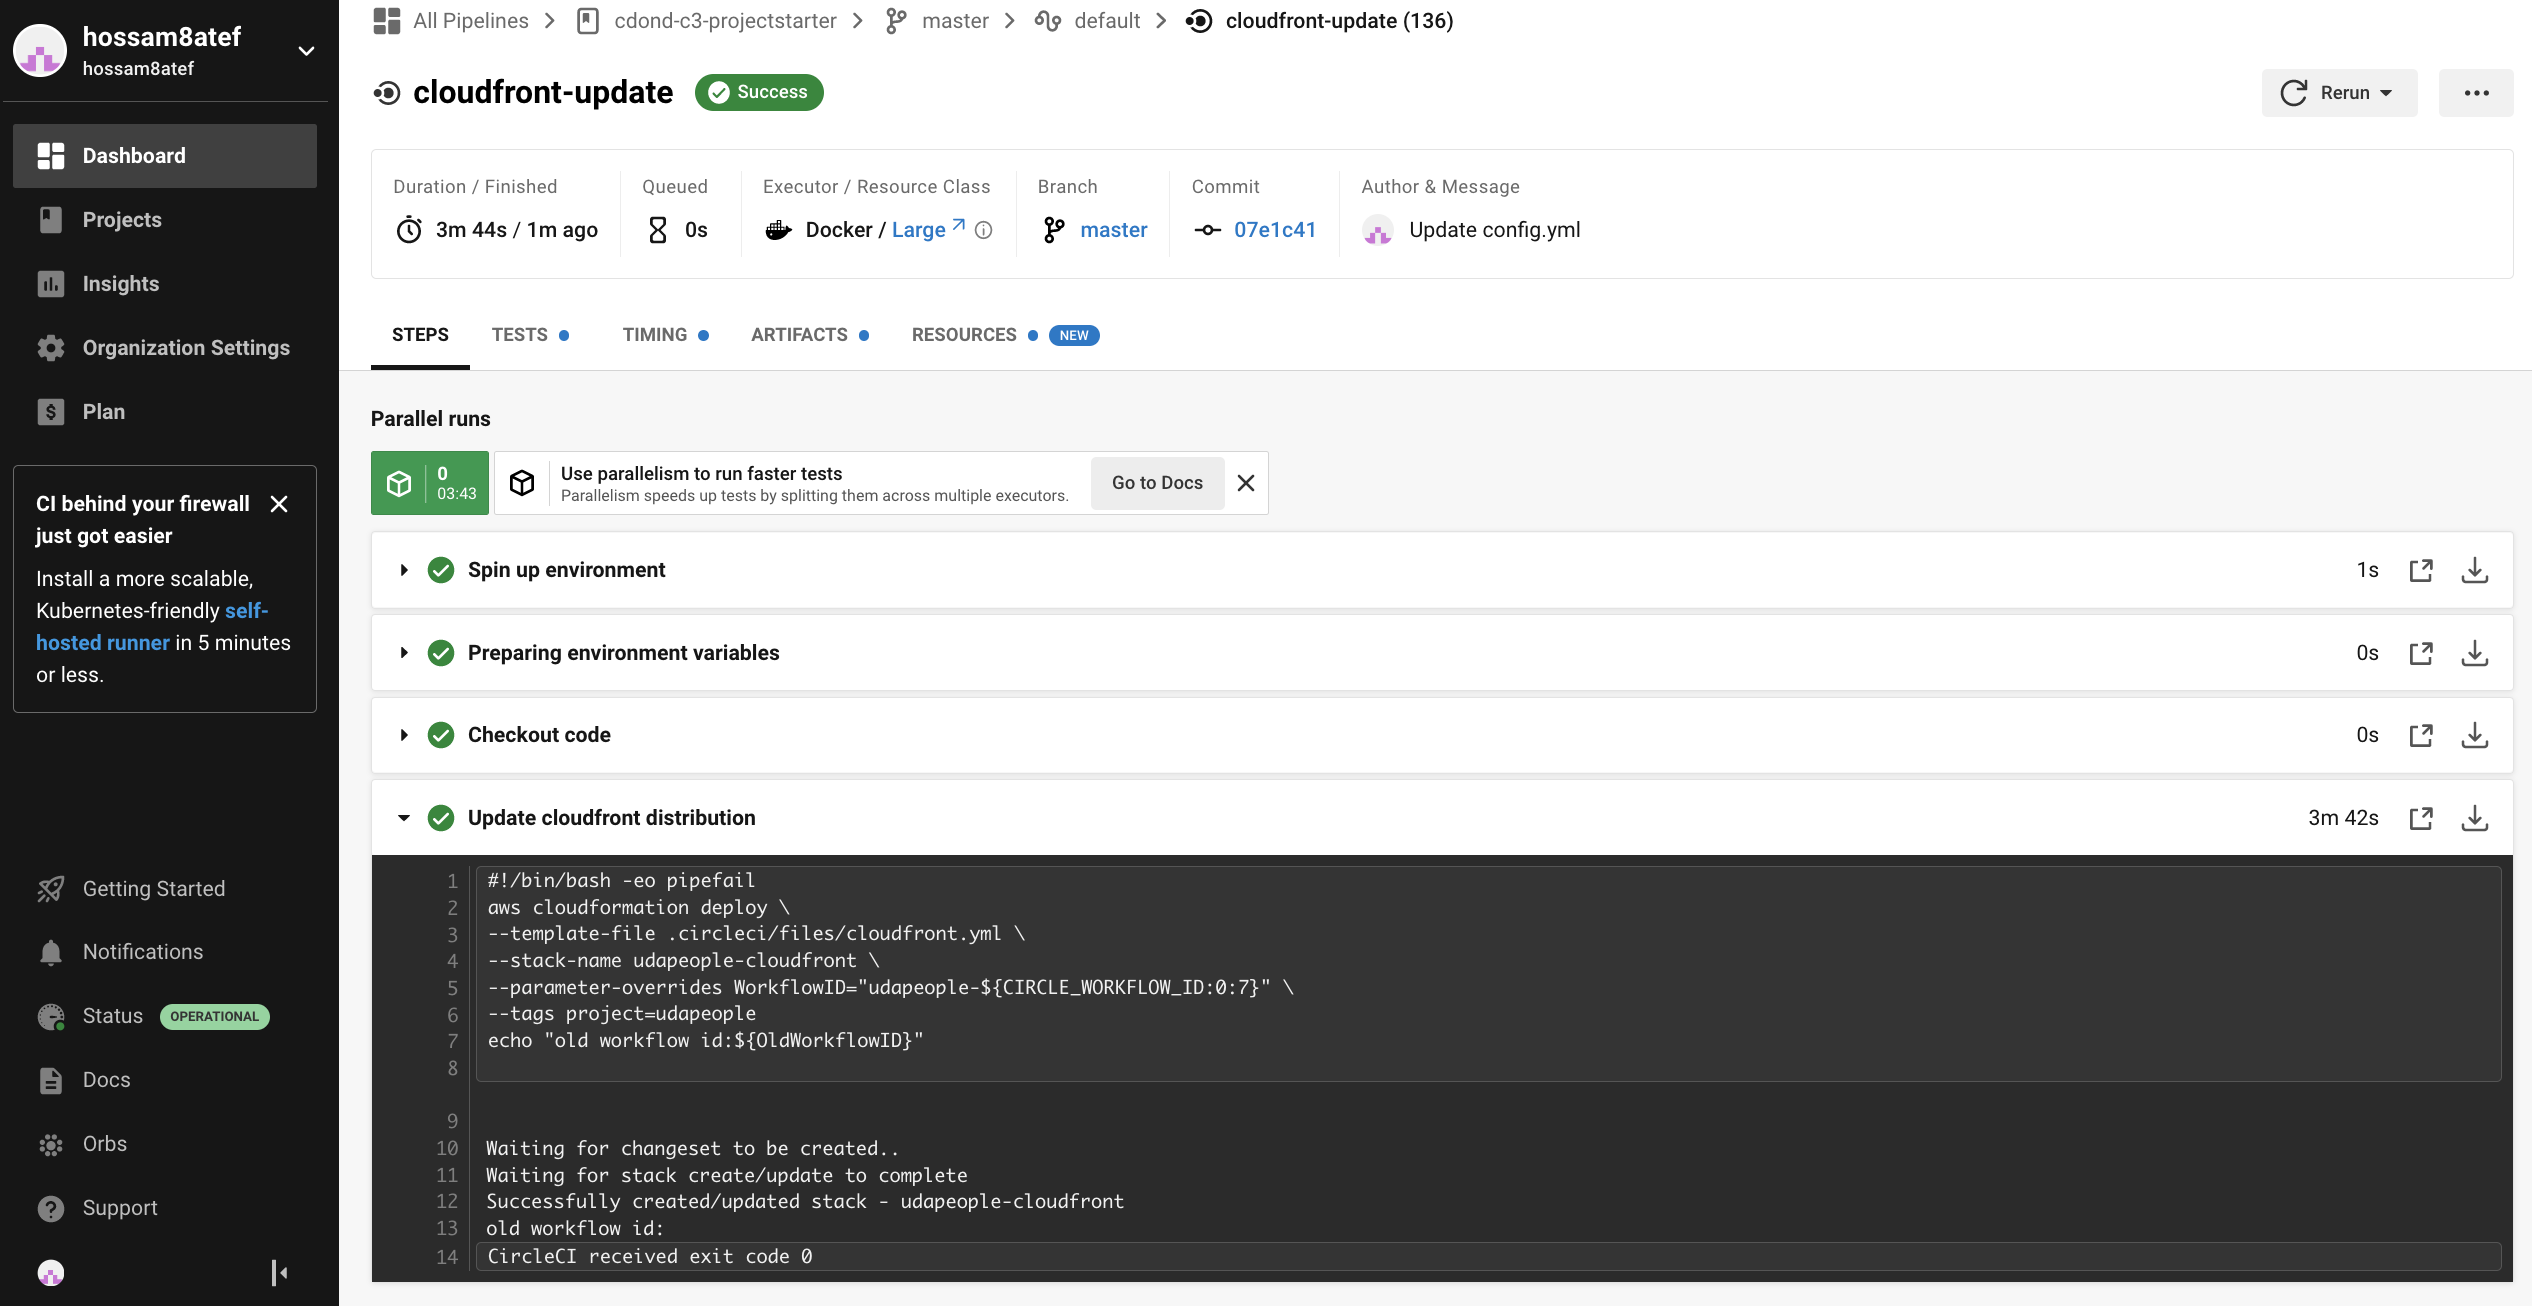 hossam8atef
hossam8atef
Dashboard
Projects
Insights
Organization Settings
Plan
CI behind your firewall
just got easier
Install a more scalable,
Kubernetes-friendly self-
hosted runner in 5 minutes
or less.
Getting Started
Notifications
Status OPERATIONAL
Docs
Orbs
Support
All Pipelines cdond-c3-projectstarter master default cloudfront-update (136)
cloudfront-update Success
Rerun
Duration / Finished
3m 44s / 1m ago
Queued
0s
Executor / Resource Class
Docker / Large
Branch
master
Commit
07e1c41
Author & Message
Update config.yml
STEPS TESTS TIMING ARTIFACTS RESOURCES NEW
Parallel runs
0
03:43
Use parallelism to run faster tests
Parallelism speeds up tests by splitting them across multiple executors.
Go to Docs
Spin up environment 1s
Preparing environment variables 0s
Checkout code 0s
Update cloudfront distribution 3m 42s
1 #!/bin/bash -eo pipefail
2 aws cloudformation deploy \
3 --template-file .circleci/files/cloudfront.yml \
4 --stack-name udapeople-cloudfront \
5 --parameter-overrides WorkflowID="udapeople-${CIRCLE_WORKFLOW_ID:0:7}" \
6 --tags project=udapeople
7 echo "old workflow id:${OldWorkflowID}"
8
9
10 Waiting for changeset to be created..
11 Waiting for stack create/update to complete
12 Successfully created/updated stack - udapeople-cloudfront
13 old workflow id:
14 CircleCI received exit code 0